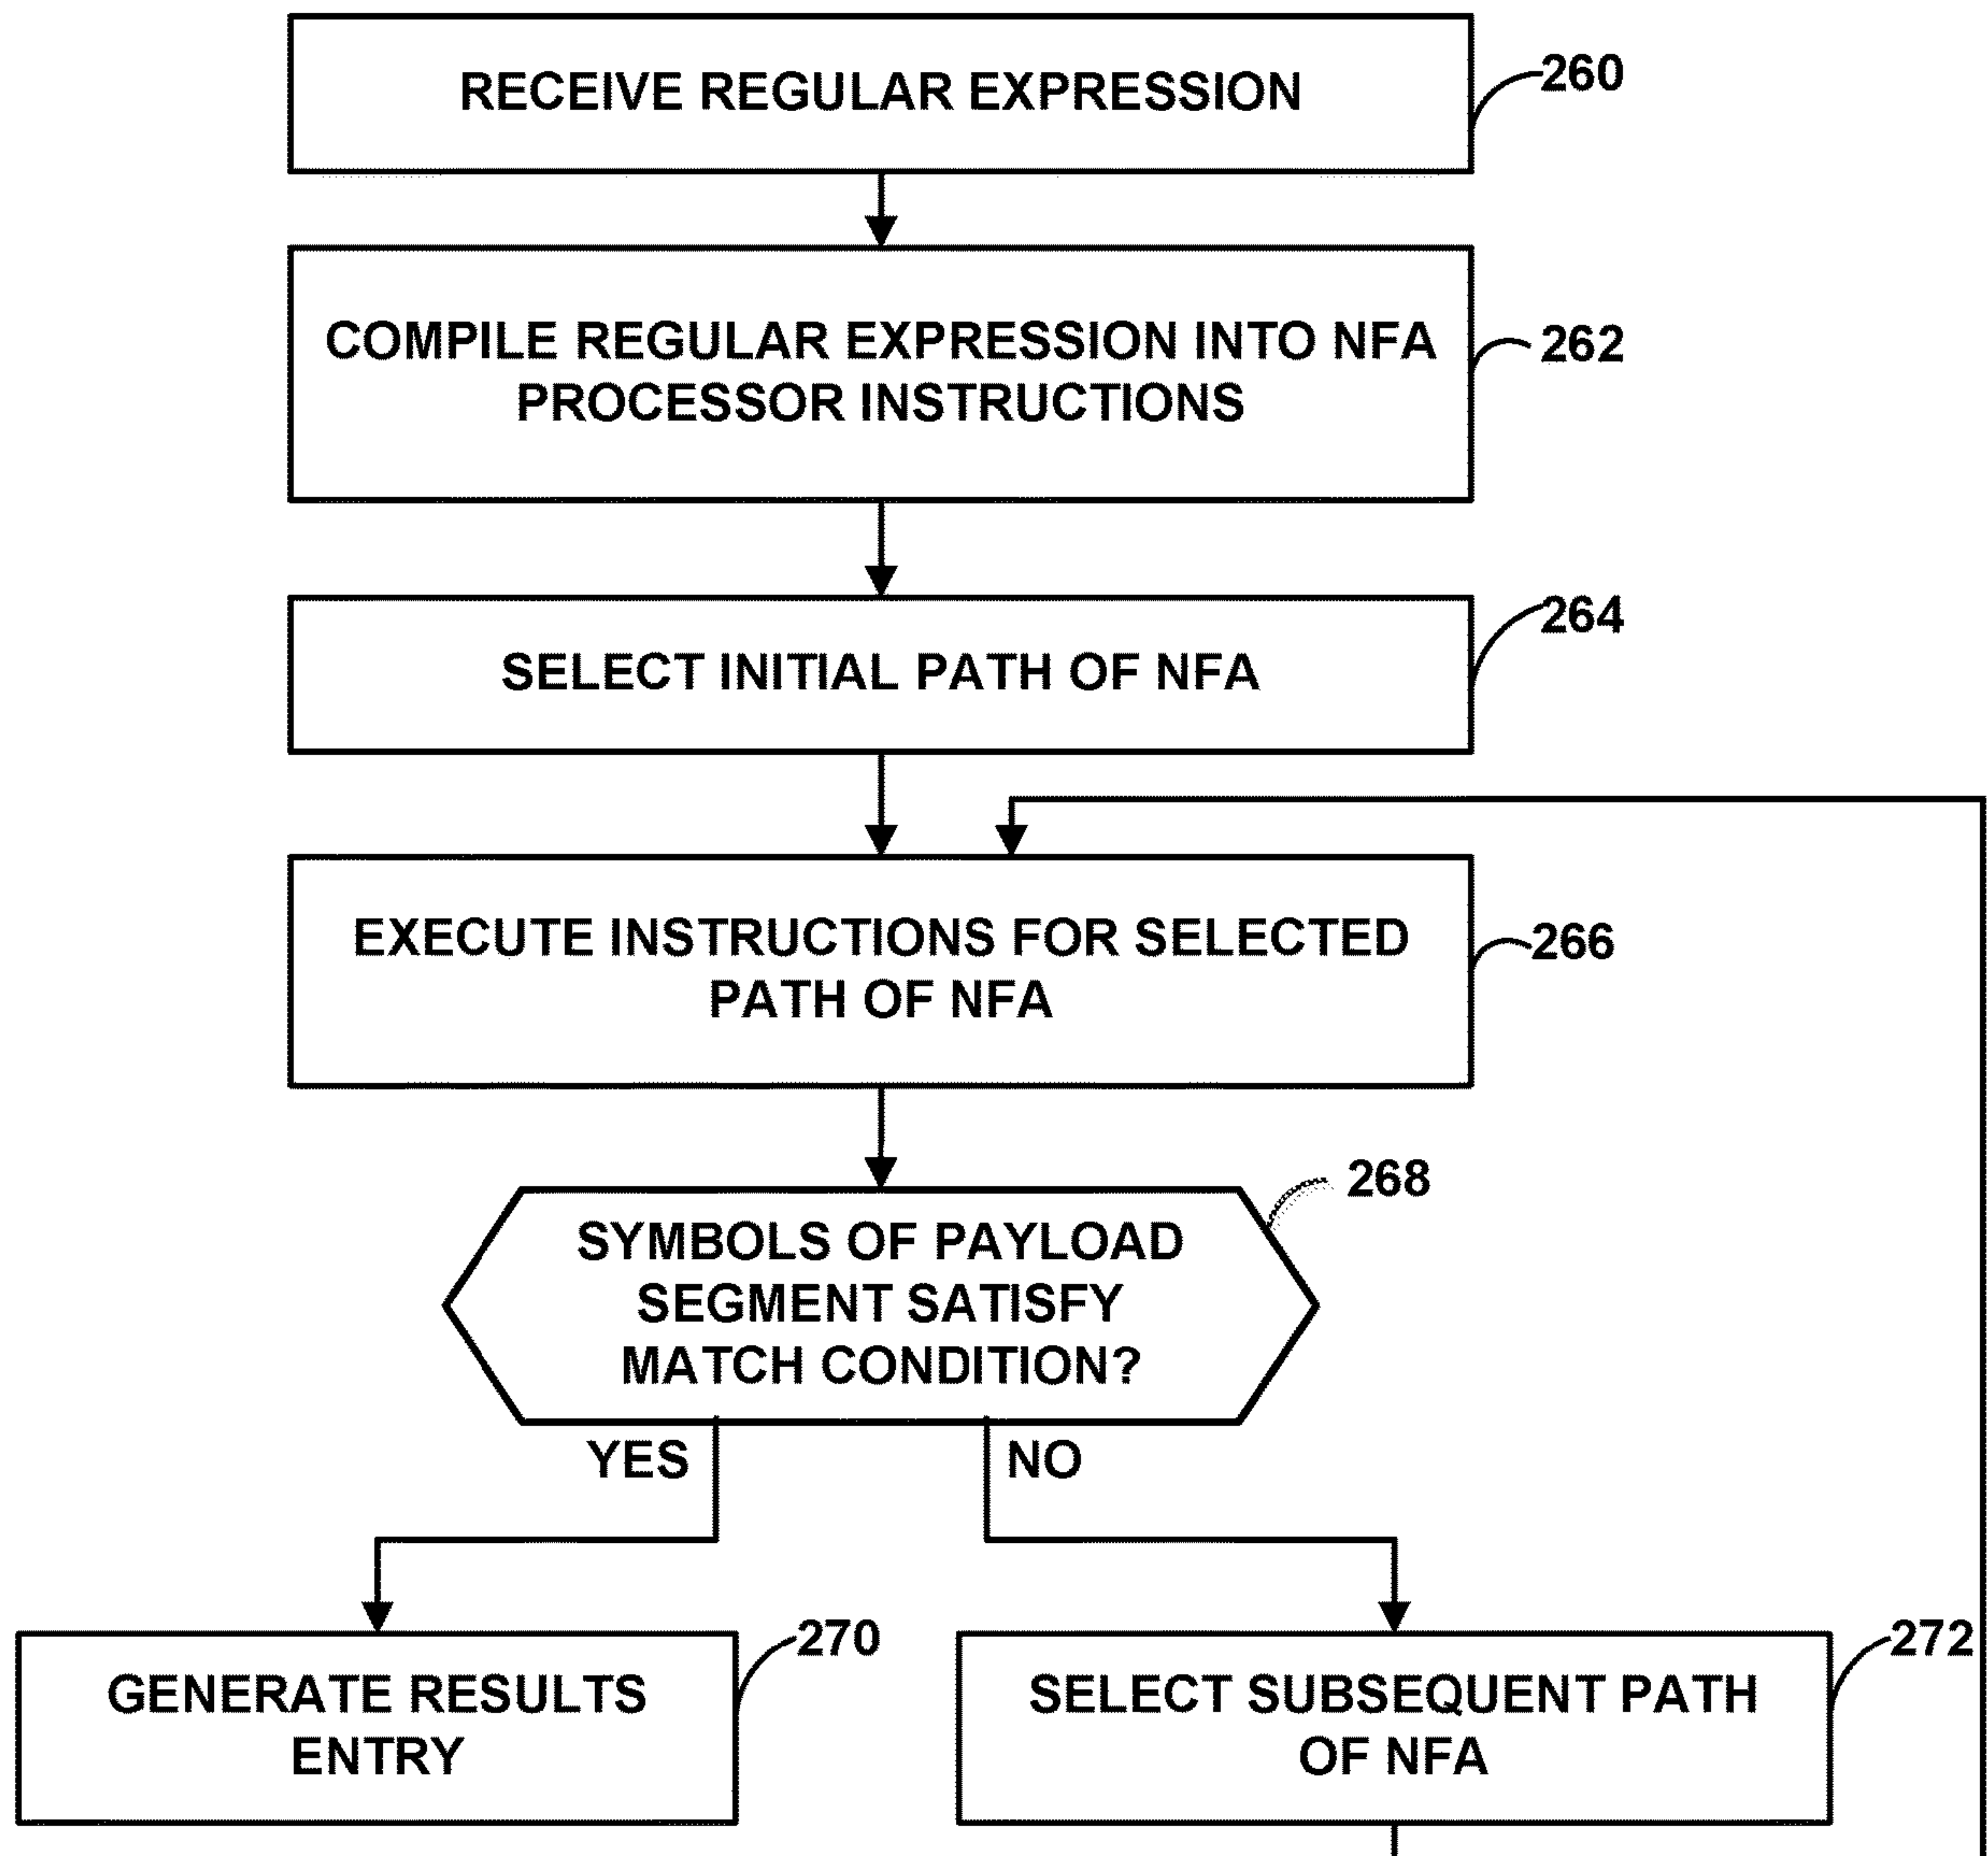 RECEIVE REGULAR EXPRESSION
260
COMPILE REGULAR EXPRESSION INTO NFA
PROCESSOR INSTRUCTIONS
262
SELECT INITIAL PATH OF NFA
264
EXECUTE INSTRUCTIONS FOR SELECTED
PATH OF NFA
266
SYMBOLS OF PAYLOAD
SEGMENT SATISFY
MATCH CONDITION?
268
YES
NO
GENERATE RESULTS
ENTRY
270
SELECT SUBSEQUENT PATH
OF NFA
272